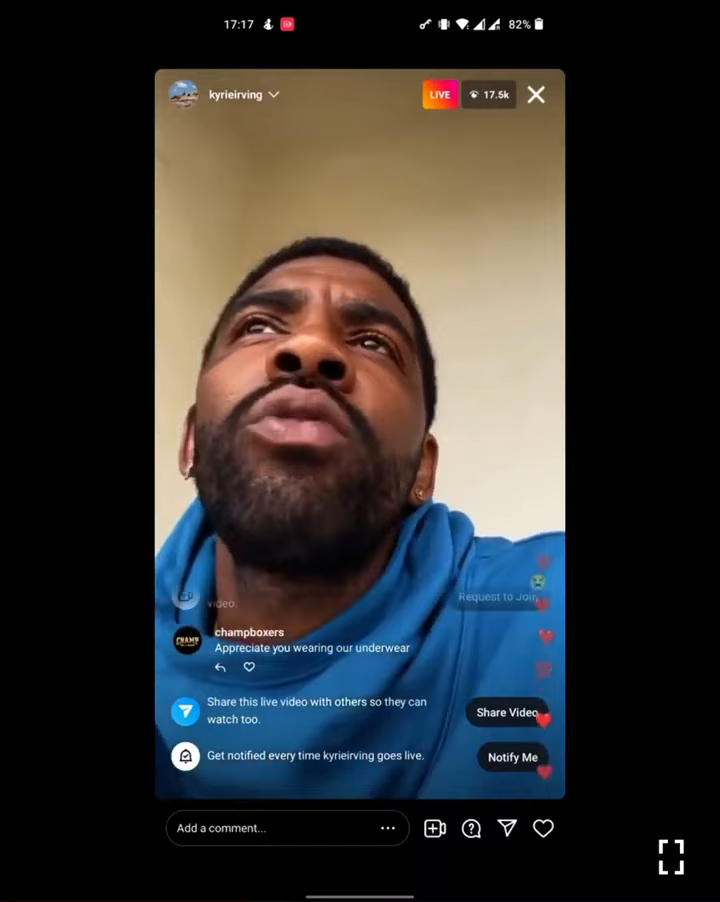 17:17
82%
kyrieirving
LIVE
17.5k
video.
Request to Join
champboxers
CHAMP
Appreciate you wearing our underwear
Share this live video with others so they can
watch too.
Share Video
Get notified every time kyrieirving goes live.
Notify Me
Add a comment...